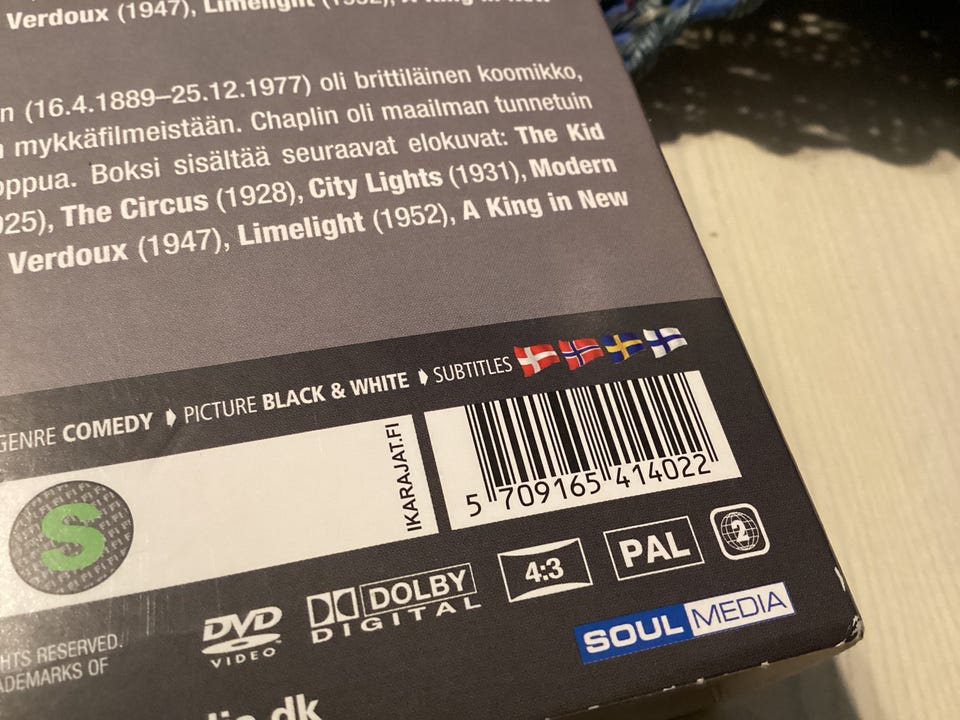 Verdoux (1947), Limelight (1952), A King in New
n (16.4.1889–25.12.1977) oli brittiläinen koomikko,
mykkäfilmeistään. Chaplin oli maailman tunnetuin
oppua. Boksi sisältää seuraavat elokuvat: The Kid
925), The Circus (1928), City Lights (1931), Modern
Verdoux (1947), Limelight (1952), A King in New
GENRE COMEDY PICTURE BLACK & WHITE SUBTITLES
IKARAJAT.FI
5 709165 414022
S
DVD
VIDEO
DOLBY
DIGITAL
4:3
PAL
2
SOUL MEDIA
HTS RESERVED.
ADEMARKS OF
dia.dk